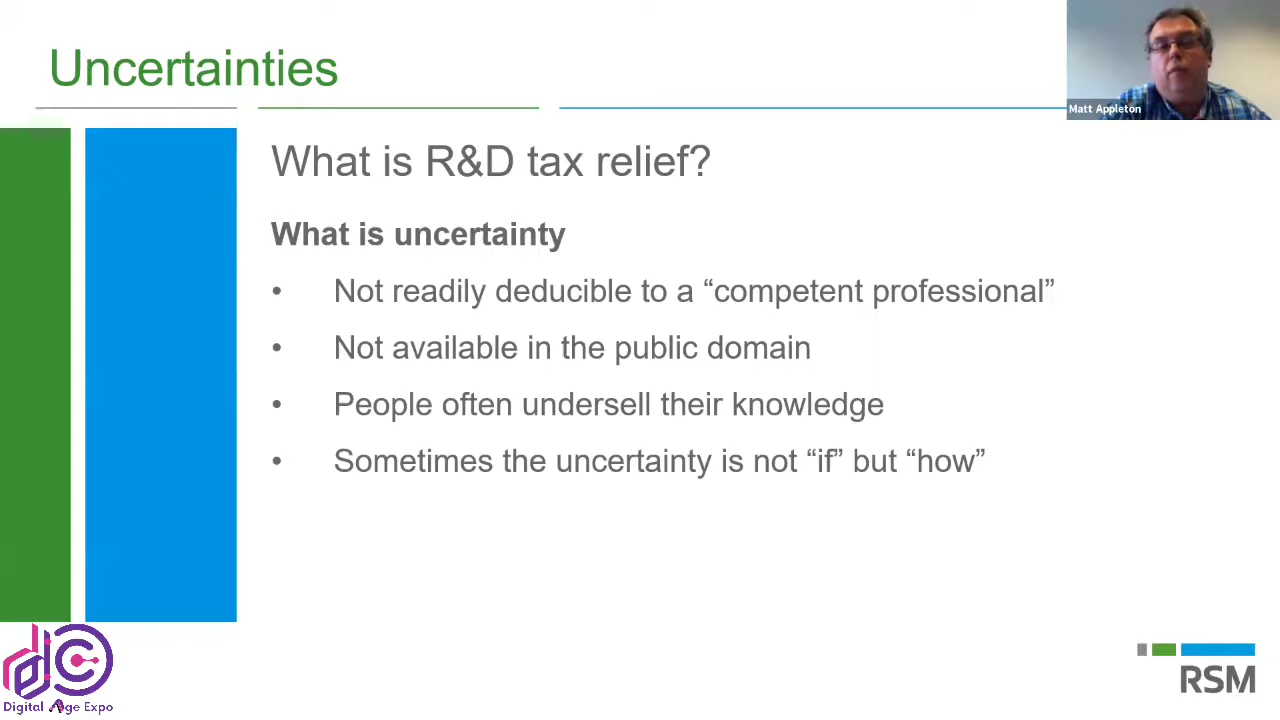 Uncertainties
Matt Appleton
What is R&D tax relief?
What is uncertainty
• Not readily deducible to a “competent professional”
• Not available in the public domain
• People often undersell their knowledge
• Sometimes the uncertainty is not “if” but “how”
Digital Age Expo
RSM